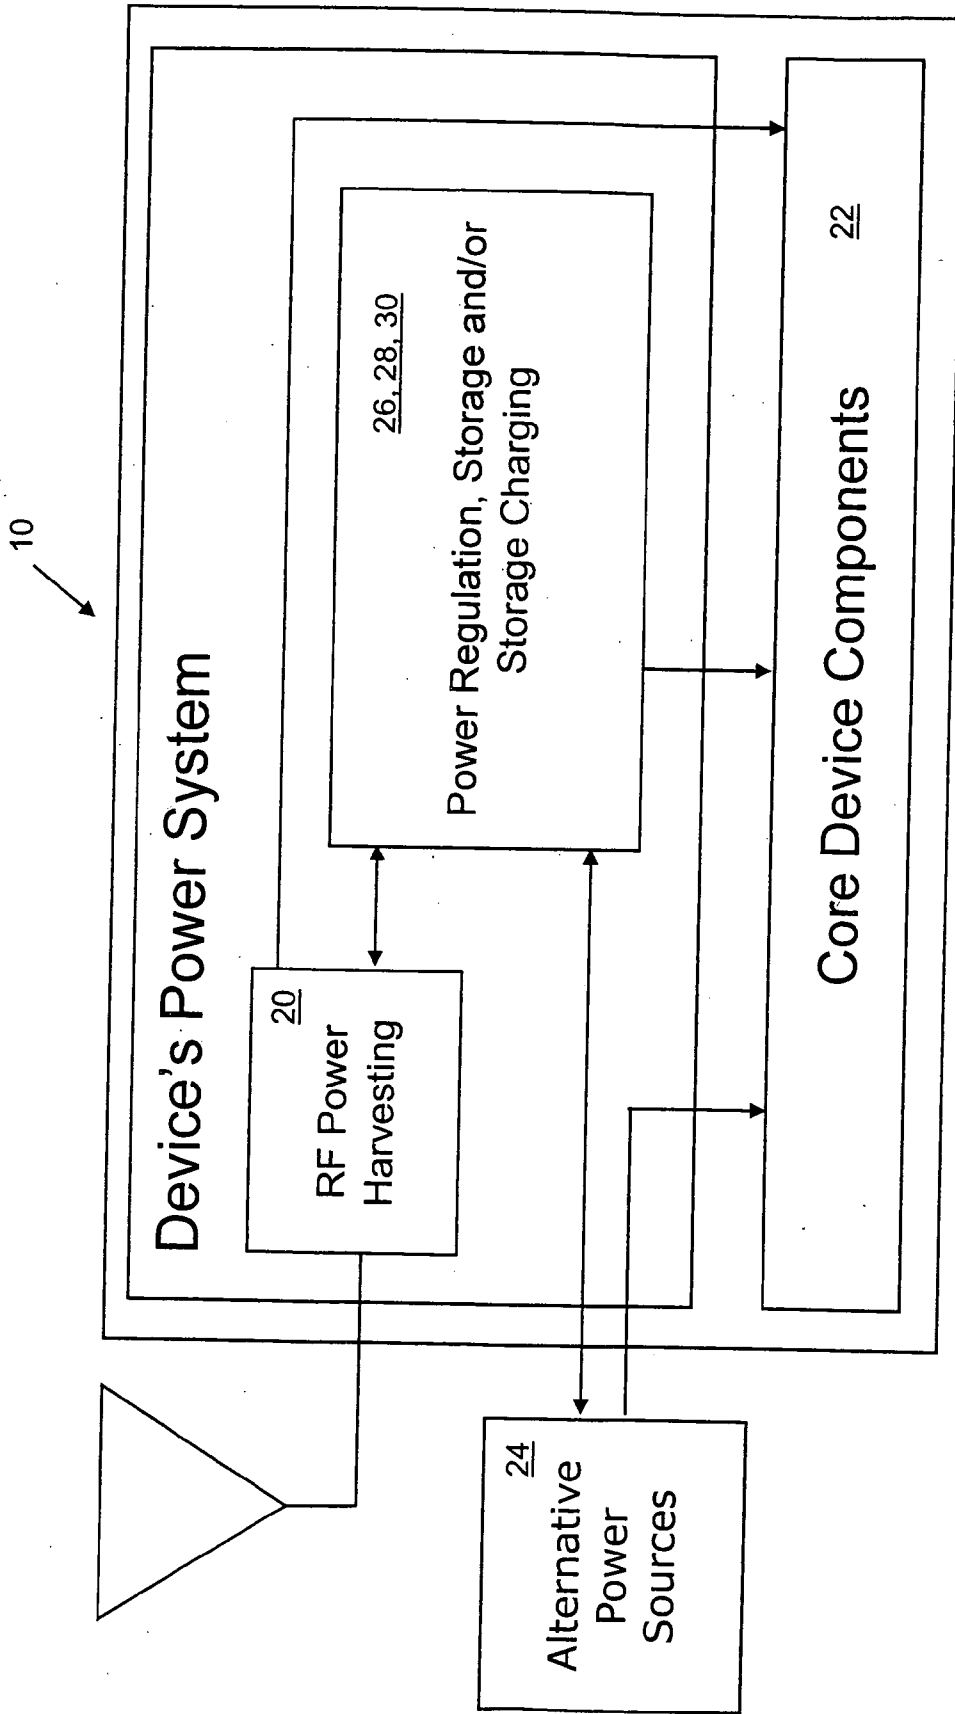 10
Device's Power System
20
RF Power
Harvesting
26, 28, 30
Power Regulation, Storage and/or
Storage Charging
24
Alternative
Power
Sources
22
Core Device Components